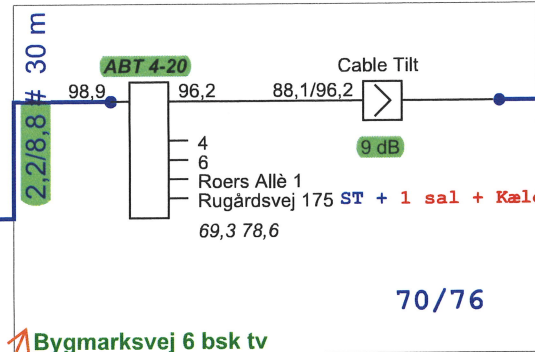 2,2/8,8 # 30 m
ABT 4-20
98,9
96,2
88,1/96,2
Cable Tilt
9 dB
4
6
Roers Allè 1
Rugårdsvej 175 ST + 1 sal + Kæl
69,3 78,6
70/76
Bygmarksvej 6 bsk tv